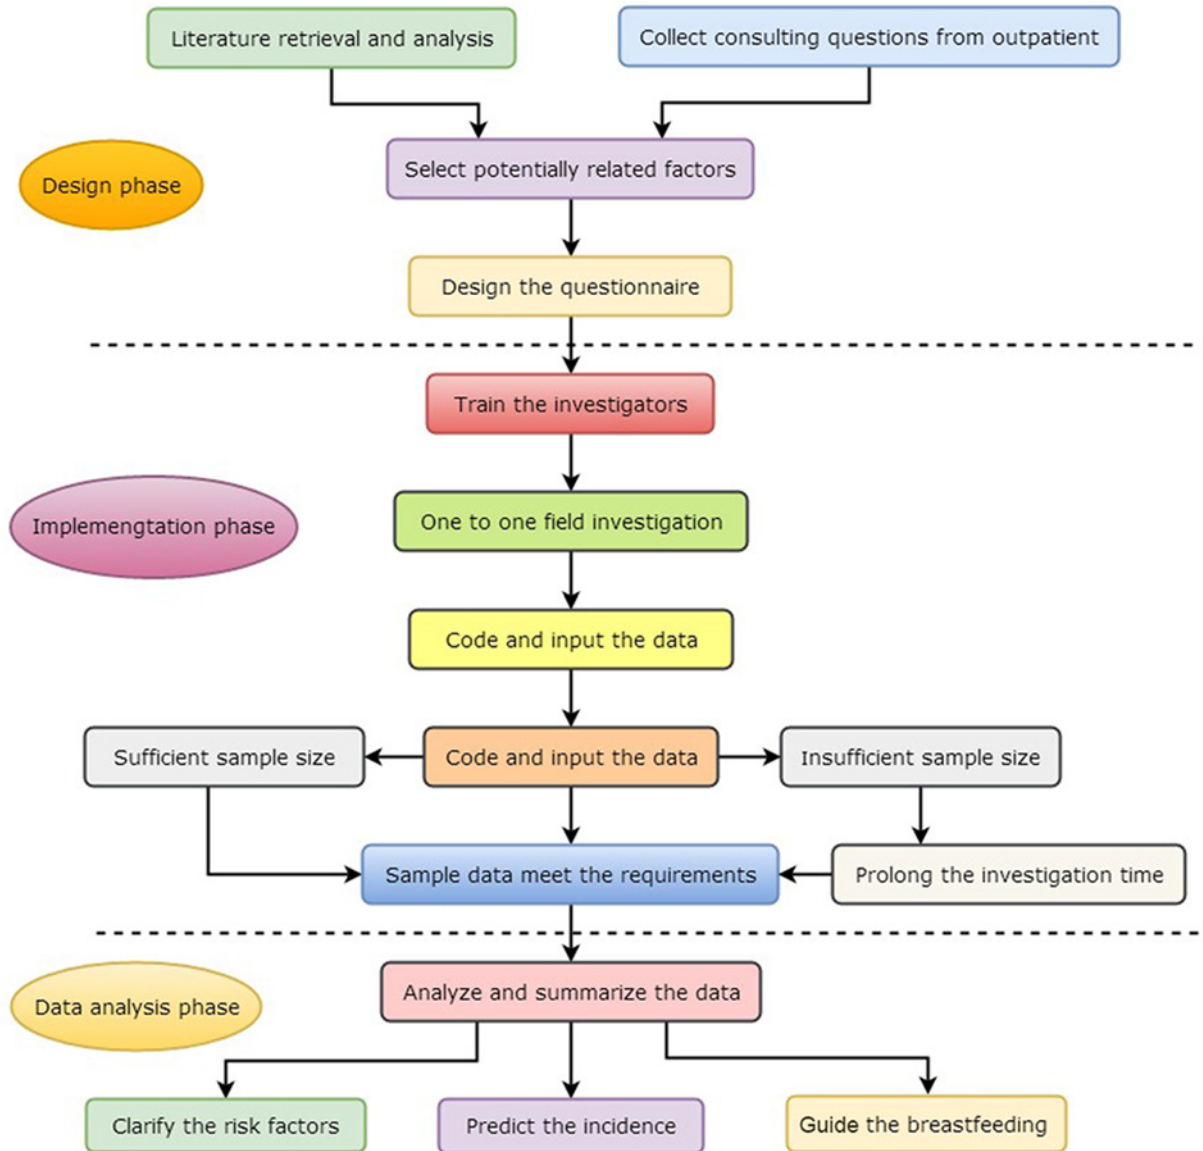 Literature retrieval and analysis
Collect consulting questions from outpatient
Select potentially related factors
Design phase
Design the questionnaire
Train the investigators
One to one field investigation
Implemengtation phase
Code and input the data
Sufficient sample size
Code and input the data
Insufficient sample size
Sample data meet the requirements
Prolong the investigation time
Analyze and summarize the data
Data analysis phase
Clarify the risk factors
Predict the incidence
Guide the breastfeeding